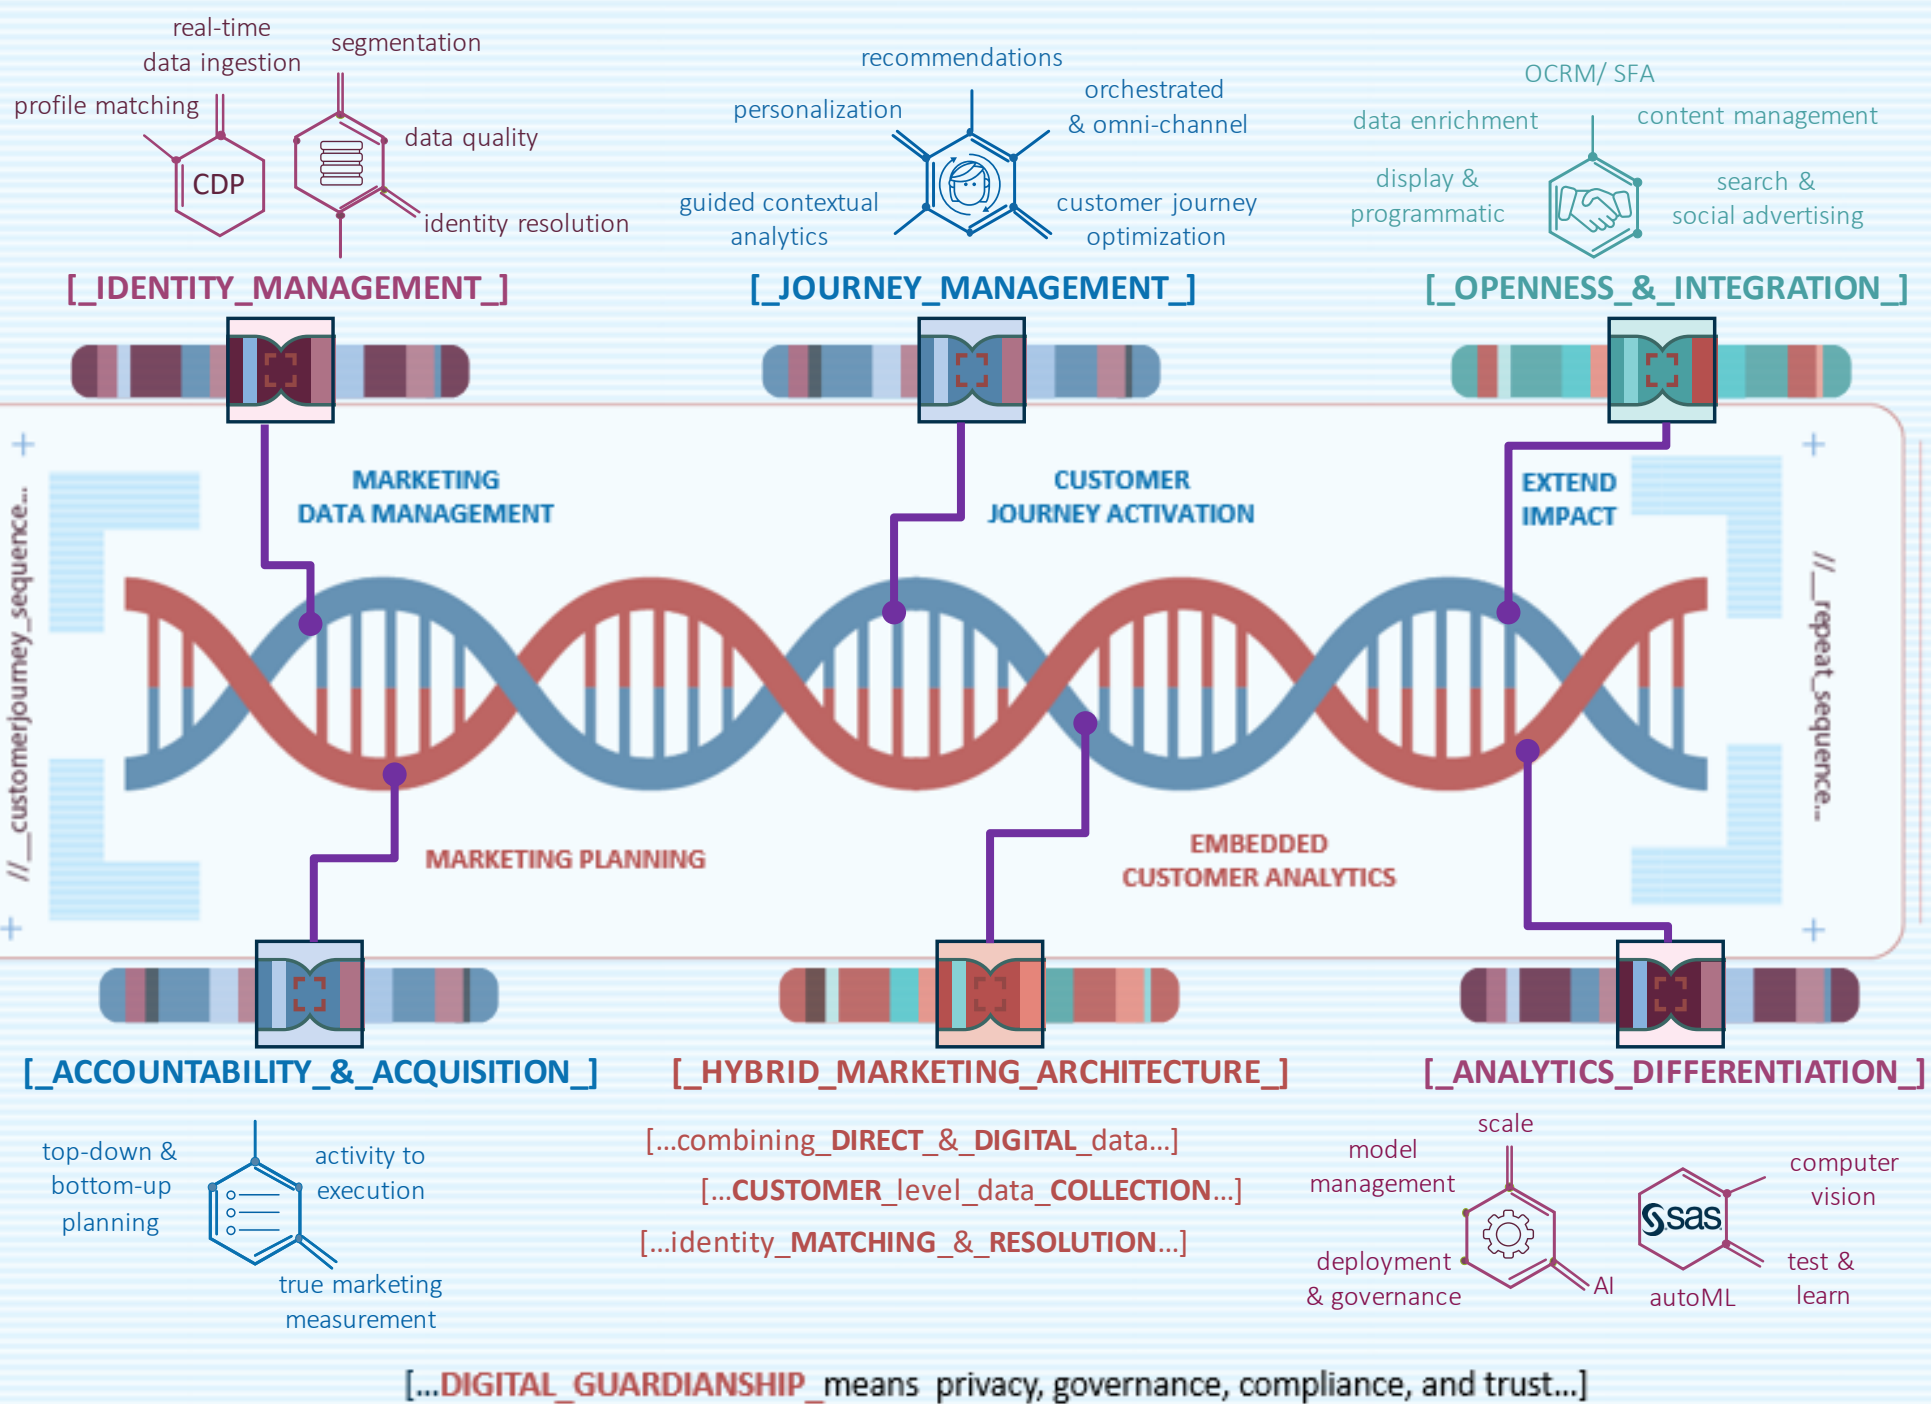 real-time
data ingestion
segmentation
profile matching
data quality
CDP
identity resolution
[_IDENTITY_MANAGEMENT_]
recommendations
personalization
orchestrated
& omni-channel
guided contextual
analytics
customer journey
optimization
[_JOURNEY_MANAGEMENT_]
OCRM/ SFA
data enrichment
content management
display &
programmatic
search &
social advertising
[_OPENNESS_&_INTEGRATION_]
MARKETING
DATA MANAGEMENT
CUSTOMER
JOURNEY ACTIVATION
EXTEND
IMPACT
//__customerjourney_sequence...
//__repeat_sequence...
MARKETING PLANNING
EMBEDDED
CUSTOMER ANALYTICS
[_ACCOUNTABILITY_&_ACQUISITION_]
top-down &
bottom-up
planning
activity to
execution
true marketing
measurement
[_HYBRID_MARKETING_ARCHITECTURE_]
[...combining_DIRECT_&_DIGITAL_data...]
[...CUSTOMER_level_data_COLLECTION...]
[...identity_MATCHING_&_RESOLUTION...]
[_ANALYTICS_DIFFERENTIATION_]
scale
model
management
deployment
& governance
AI
computer
vision
sas
autoML
test &
learn
[...DIGITAL_GUARDIANSHIP_means privacy, governance, compliance, and trust...]